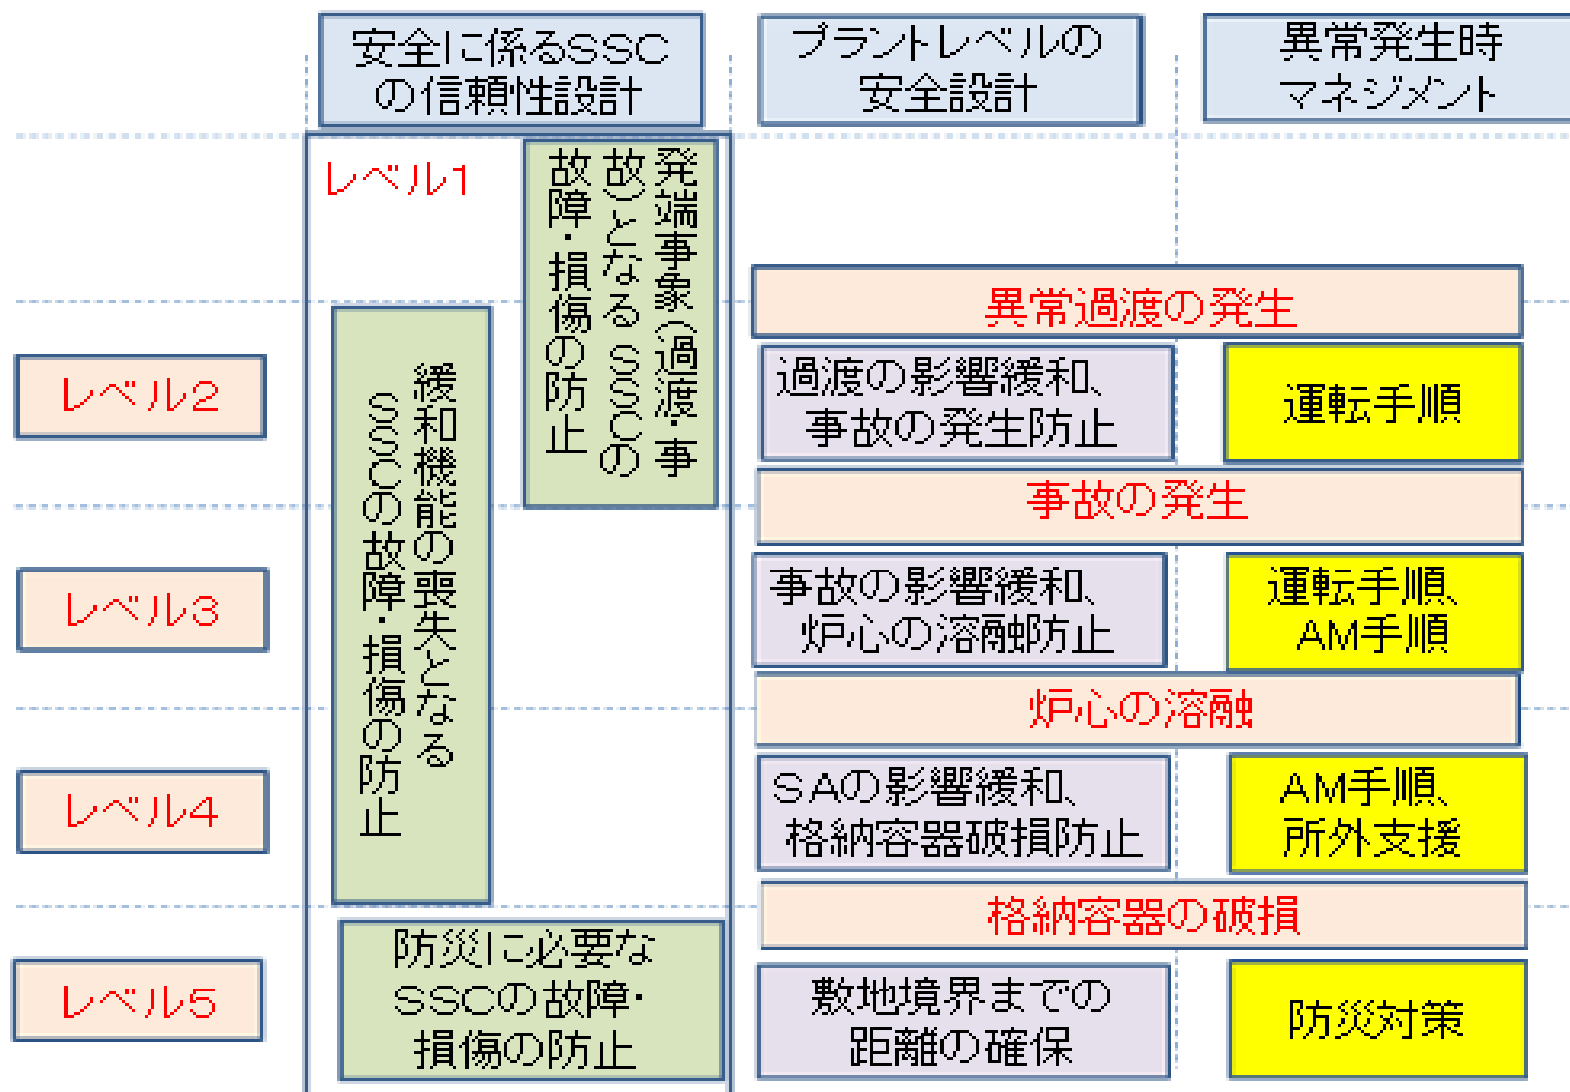 安全に係るSSC
の信頼性設計
プラントレベルの
安全設計
異常発生時
マネジメント
レベル1
発端事象(過渡・事
故)となるSSCの
故障・損傷の防止
異常過渡の発生
レベル2
緩和機能の喪失となる
SSCの故障・損傷の防止
過渡の影響緩和、
事故の発生防止
運転手順
事故の発生
レベル3
事故の影響緩和、
炉心の溶融防止
運転手順、
AM手順
炉心の溶融
レベル4
SAの影響緩和、
格納容器破損防止
AM手順、
所外支援
格納容器の破損
レベル5
防災に必要な
SSCの故障・
損傷の防止
敷地境界までの
距離の確保
防災対策